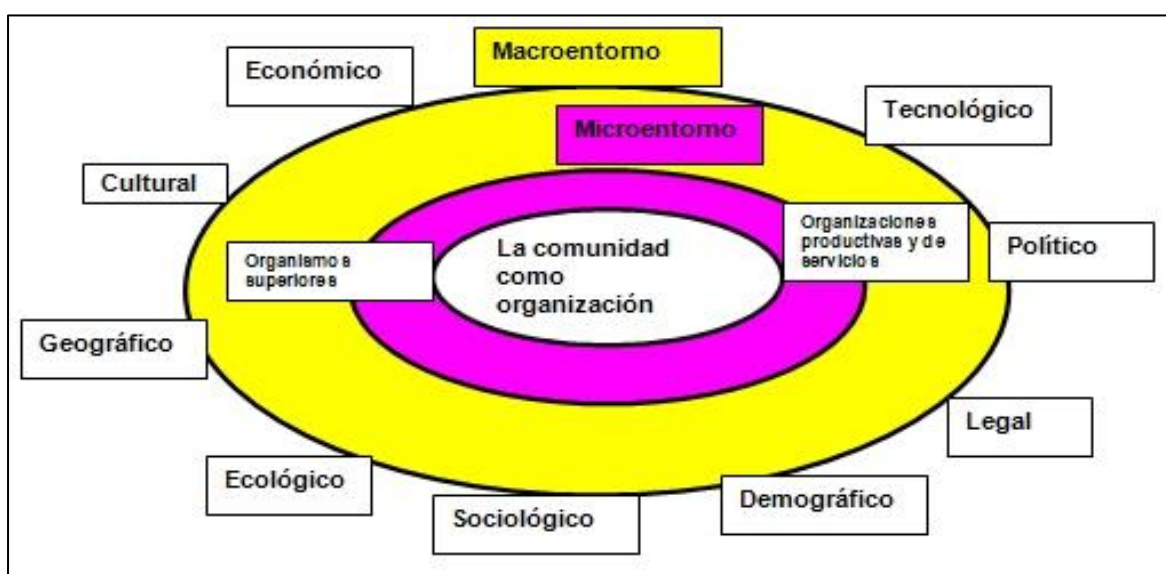 Macroentorno
Económico
Tecnológico
Microentorno
Cultural
Organizaciones
productivas y de
servicios
Político
Organismos
superiores
La comunidad
como
organización
Geográfico
Legal
Ecológico
Demográfico
Sociológico